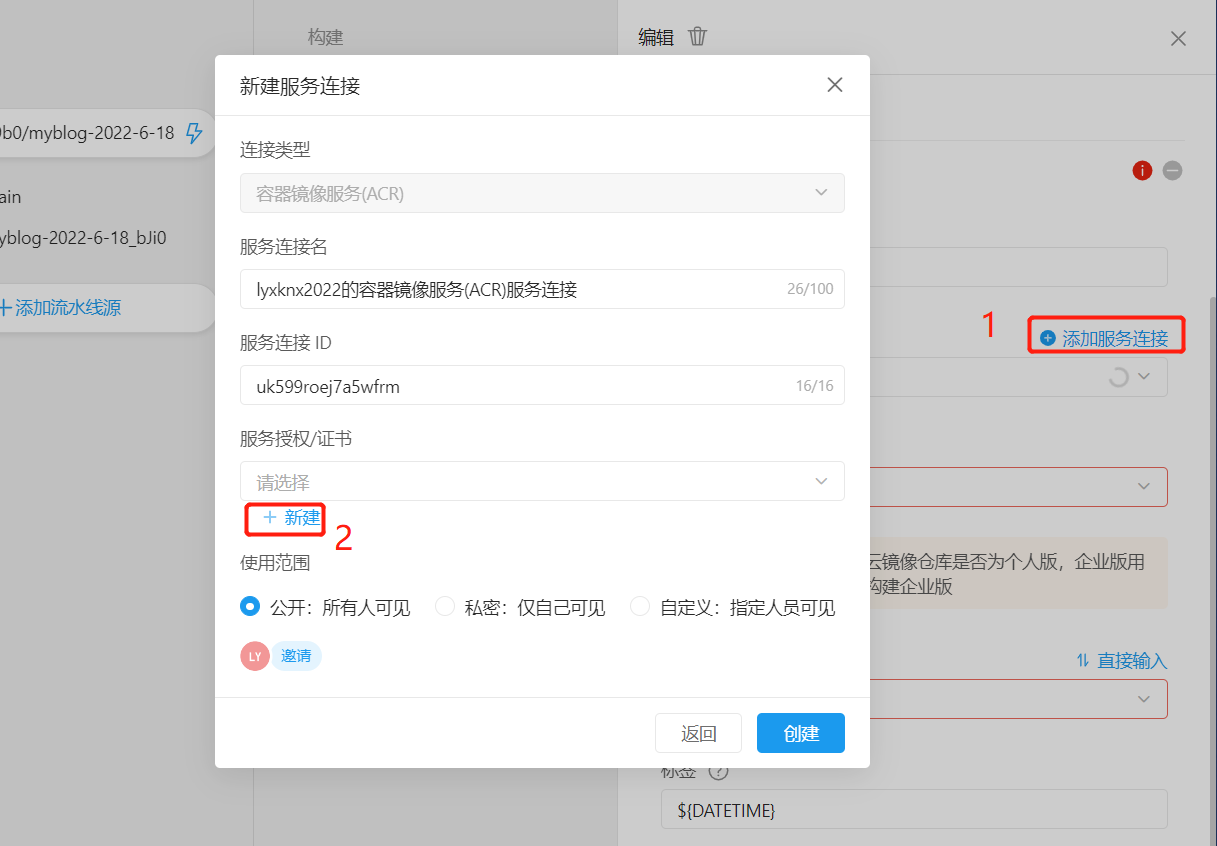 构建
编辑
新建服务连接
9b0/myblog-2022-6-18
连接类型
容器镜像服务(ACR)
ain
服务连接名
yblog-2022-6-18_bJi0
lyxknx2022的容器镜像服务(ACR)服务连接 26/100
添加流水线源
1
添加服务连接
服务连接 ID
uk599roej7a5wfrm 16/16
服务授权/证书
请选择
新建
2
使用范围
云镜像仓库是否为个人版，企业版用
构建企业版
公开：所有人可见 私密：仅自己可见 自定义：指定人员可见
LY 邀请
直接输入
返回 创建
标签
${DATETIME}